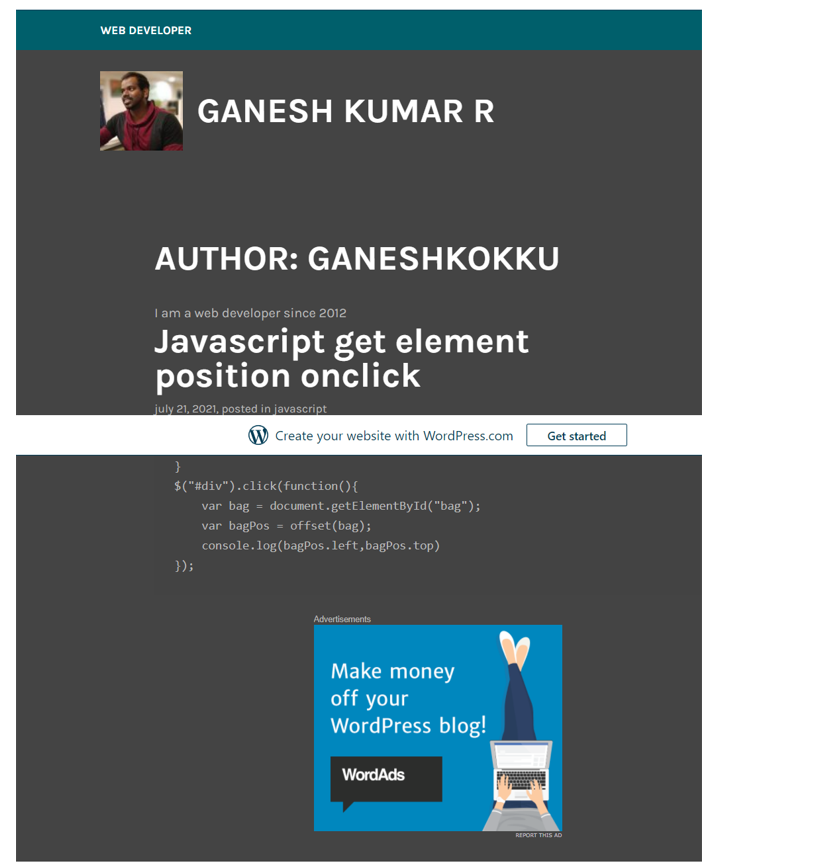 WEB DEVELOPER
GANESH KUMAR R
AUTHOR: GANESHKOKKU
I am a web developer since 2012
Javascript get element
position onclick
july 21, 2021, posted in javascript
Create your website with WordPress.com
Get started
}
$("#div").click(function(){
    var bag = document.getElementById("bag");
    var bagPos = offset(bag);
    console.log(bagPos.left,bagPos.top)
});
Advertisements
Make money
off your
WordPress blog!
WordAds
REPORT THIS AD